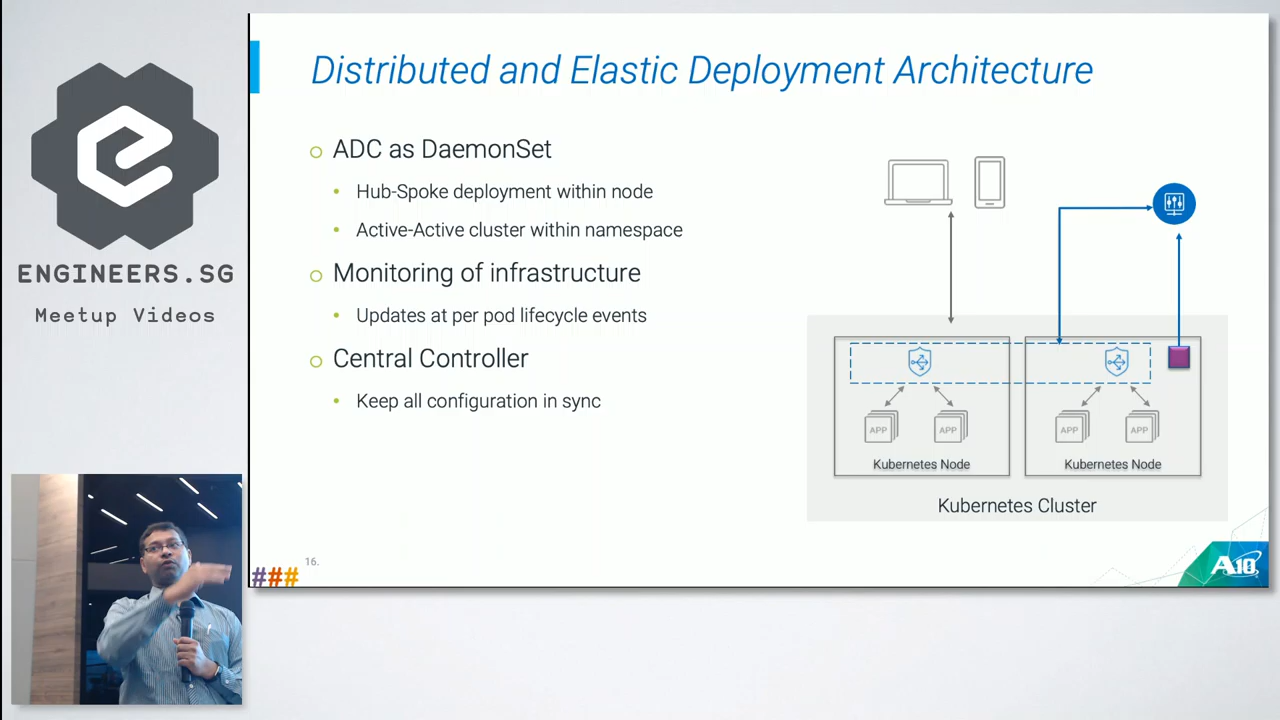 ENGINEERS.SG
Meetup Videos
Distributed and Elastic Deployment Architecture
ADC as DaemonSet
Hub-Spoke deployment within node
Active-Active cluster within namespace
Monitoring of infrastructure
Updates at per pod lifecycle events
Central Controller
Keep all configuration in sync
APP
APP
APP
APP
Kubernetes Node
Kubernetes Node
Kubernetes Cluster
16.
###
A10